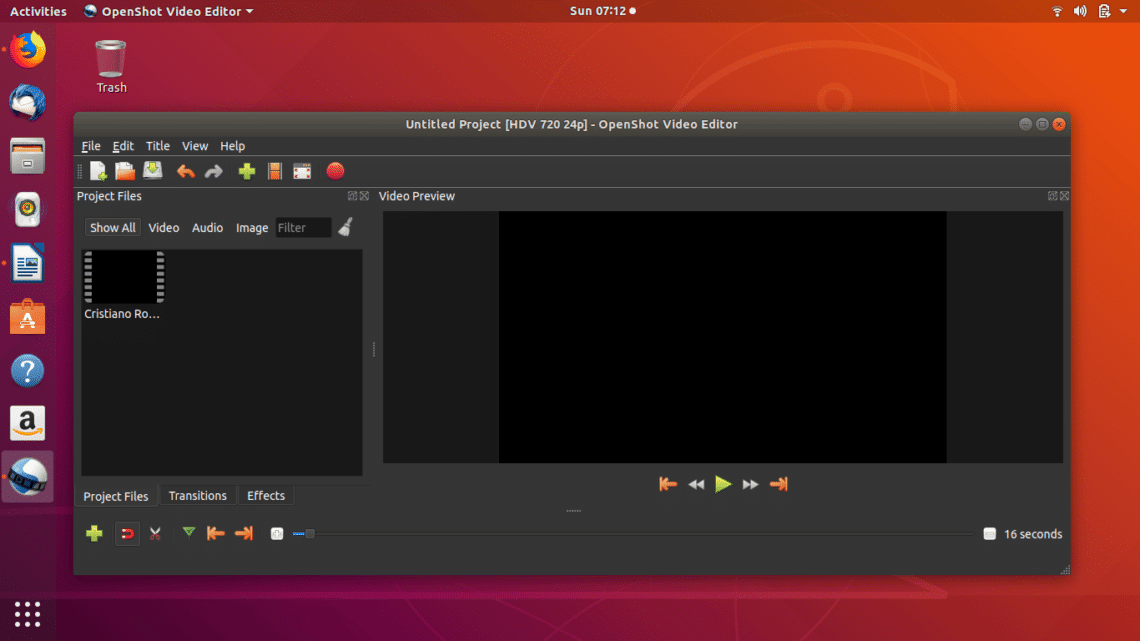 Activities OpenShot Video Editor Sun 07:12
Trash
Untitled Project [HDV 720 24p] - OpenShot Video Editor
File Edit Title View Help
Project Files Video Preview
Show All Video Audio Image Filter
Cristiano Ro...
Project Files Transitions Effects
16 seconds